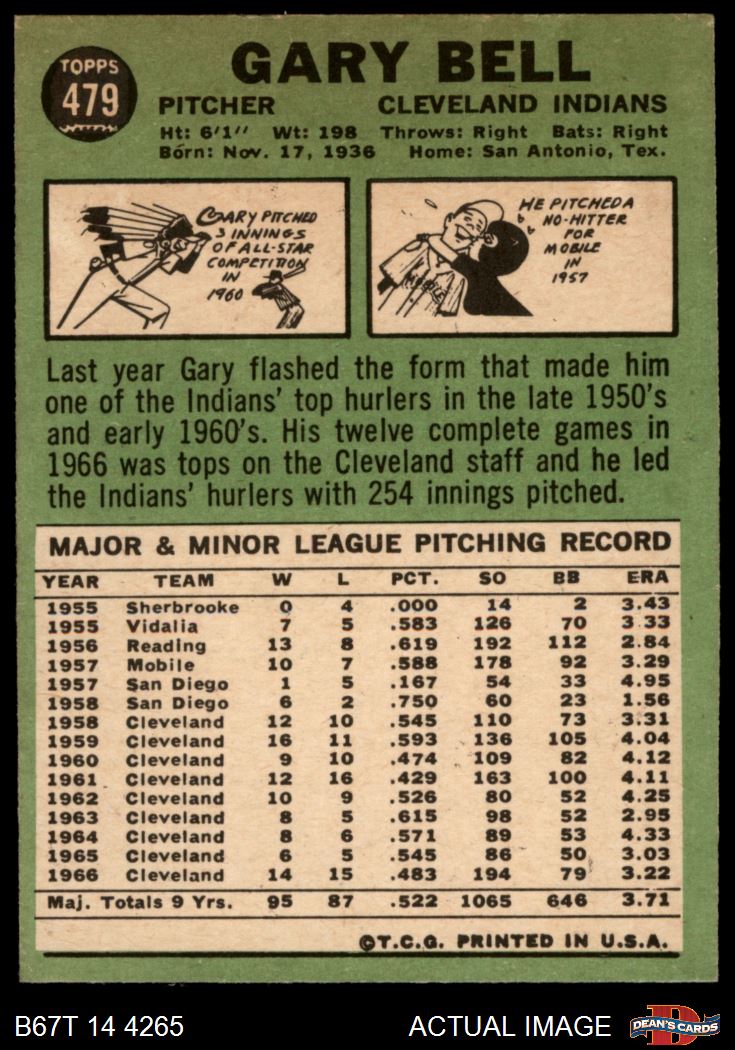 TOPPS
479
GARY BELL
PITCHER CLEVELAND INDIANS
Ht: 6'1" Wt: 198 Throws: Right Bats: Right
Born: Nov. 17, 1936 Home: San Antonio, Tex.
GARY PITCHED
3 INNINGS
OF ALL-STAR
COMPETITION
IN
1960
HE PITCHED A
NO-HITTER
FOR
MOBILE
IN
1957
MOBILE
Last year Gary flashed the form that made him
one of the Indians' top hurlers in the late 1950's
and early 1960's. His twelve complete games in
1966 was tops on the Cleveland staff and he led
the Indians' hurlers with 254 innings pitched.
MAJOR & MINOR LEAGUE PITCHING RECORD
YEAR TEAM W L PCT. SO BB ERA
1955 Sherbrooke 0 4 .000 14 2 3.43
1955 Vidalia 7 5 .583 126 70 3.33
1956 Reading 13 8 .619 192 112 2.84
1957 Mobile 10 7 .588 178 92 3.29
1957 San Diego 1 5 .167 54 33 4.95
1958 San Diego 6 2 .750 60 23 1.56
1958 Cleveland 12 10 .545 110 73 3.31
1959 Cleveland 16 11 .593 136 105 4.04
1960 Cleveland 9 10 .474 109 82 4.12
1961 Cleveland 12 16 .429 163 100 4.11
1962 Cleveland 10 9 .526 80 52 4.25
1963 Cleveland 8 5 .615 98 52 2.95
1964 Cleveland 8 6 .571 89 53 4.33
1965 Cleveland 6 5 .545 86 50 3.03
1966 Cleveland 14 15 .483 194 79 3.22
Maj. Totals 9 Yrs. 95 87 .522 1065 646 3.71
©T.C.G. PRINTED IN U.S.A.
B67T 14 4265 ACTUAL IMAGE
D
DEAN'S CARDS